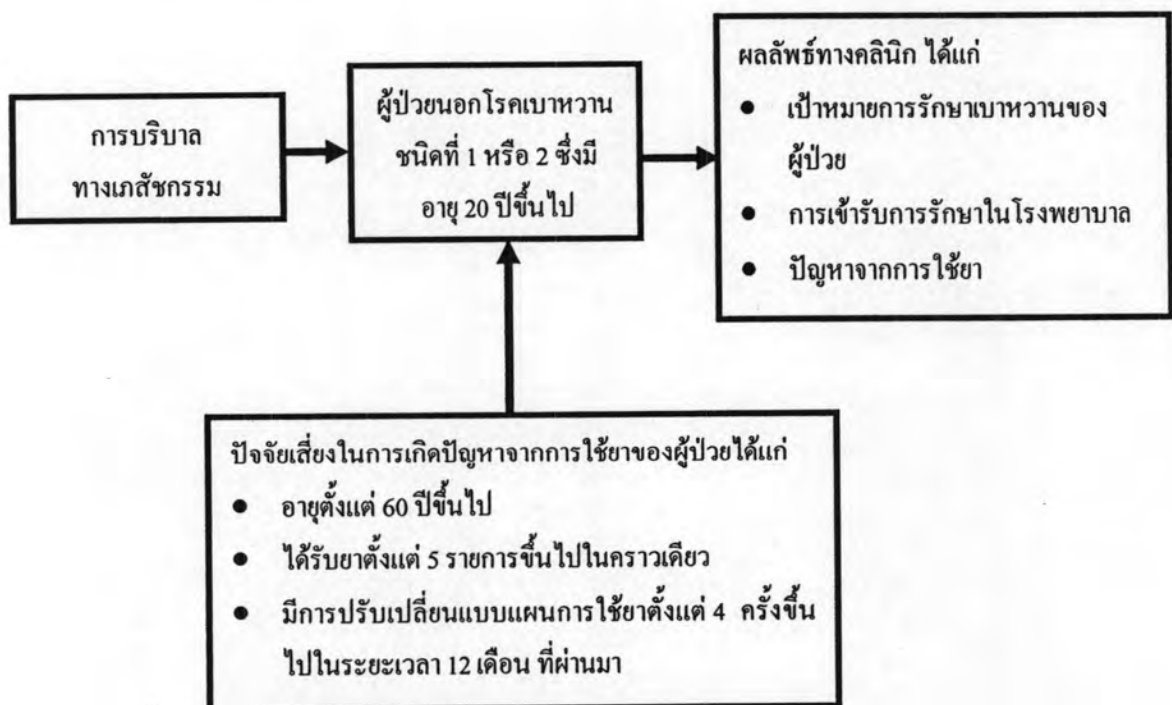 การบริบาล
ทางเภสัชกรรม
ผู้ป่วยนอกโรคเบาหวาน
ชนิดที่ 1 หรือ 2 ซึ่งมี
อายุ 20 ปีขึ้นไป
ผลลัพธ์ทางคลินิก ได้แก่
● เป้าหมายการรักษาเบาหวานของ
ผู้ป่วย
● การเข้ารับการรักษาในโรงพยาบาล
● ปัญหาจากการใช้ยา
ปัจจัยเสี่ยงในการเกิดปัญหาจากการใช้ยาของผู้ป่วยได้แก่
● อายุตั้งแต่ 60 ปีขึ้นไป
● ได้รับยาตั้งแต่ 5 รายการขึ้นไปในคราวเดียว
● มีการปรับเปลี่ยนแบบแผนการใช้ยาตั้งแต่ 4 ครั้งขึ้น
ไปในระยะเวลา 12 เดือน ที่ผ่านมา